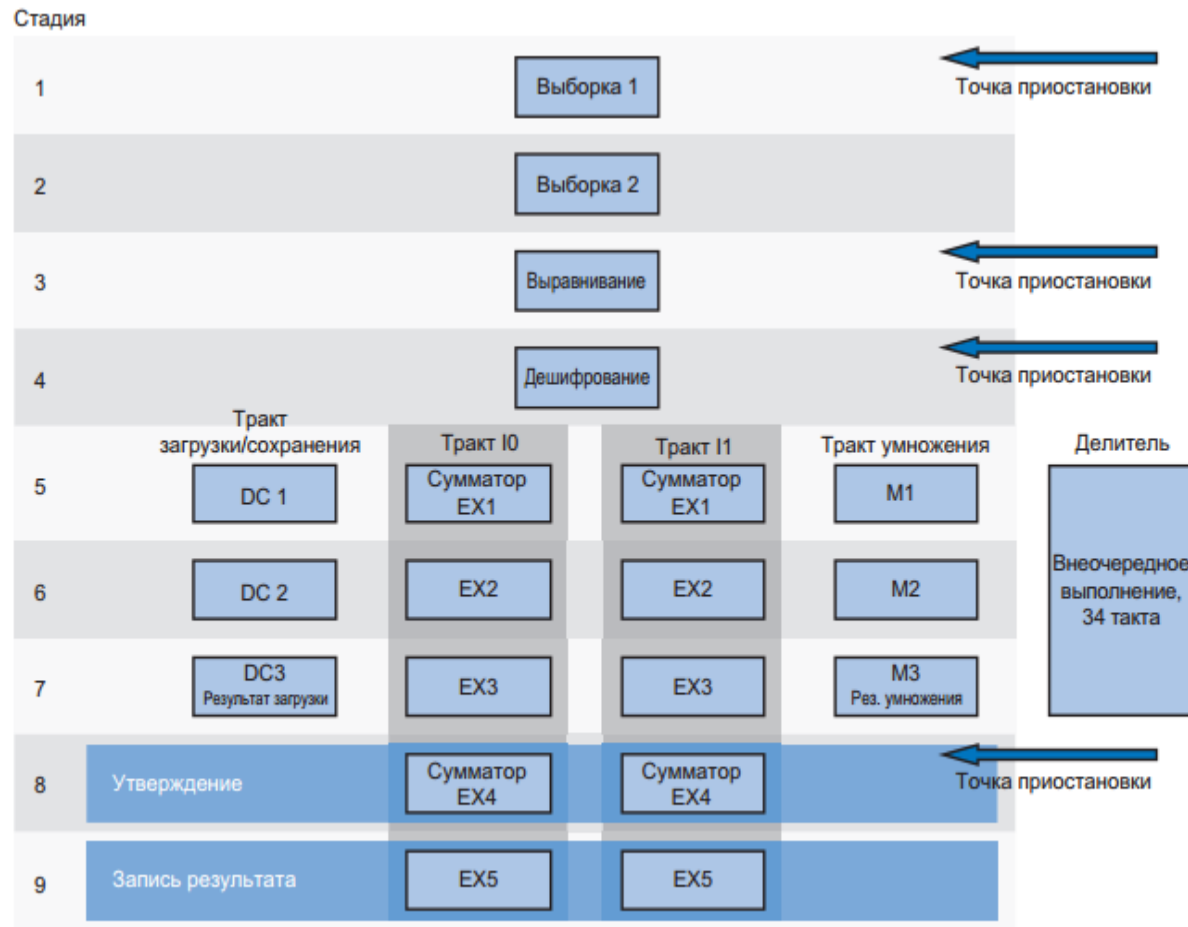 Стадия
1
Выборка 1
Точка приостановки
2
Выборка 2
3
Выравнивание
Точка приостановки
4
Дешифрование
Точка приостановки
Тракт
загрузки/сохранения
Тракт I0
Тракт I1
Тракт умножения
Делитель
5
DC 1
Сумматор
EX1
Сумматор
EX1
M1
6
DC 2
EX2
EX2
M2
Внеочередное
выполнение,
34 такта
7
DC3
Результат загрузки
EX3
EX3
M3
Рез. умножения
8
Утверждение
Сумматор
EX4
Сумматор
EX4
Точка приостановки
9
Запись результата
EX5
EX5